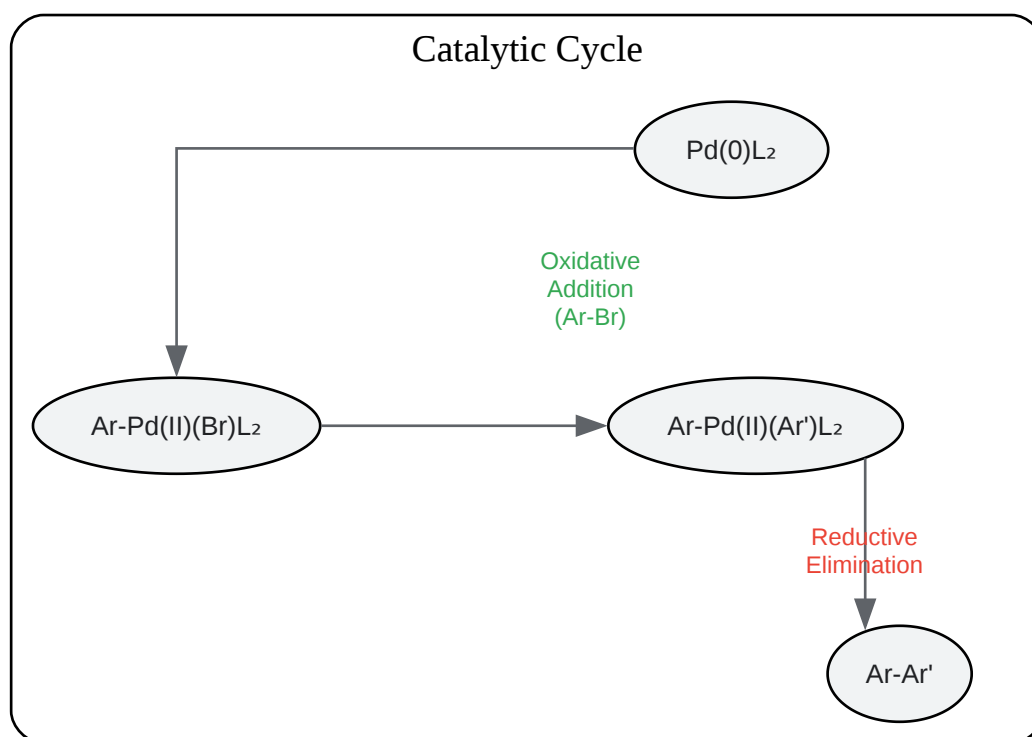 Catalytic Cycle
Pd(0)L₂
Oxidative
Addition
(Ar-Br)
Ar-Pd(II)(Br)L₂
Ar-Pd(II)(Ar')L₂
Reductive
Elimination
Ar-Ar'